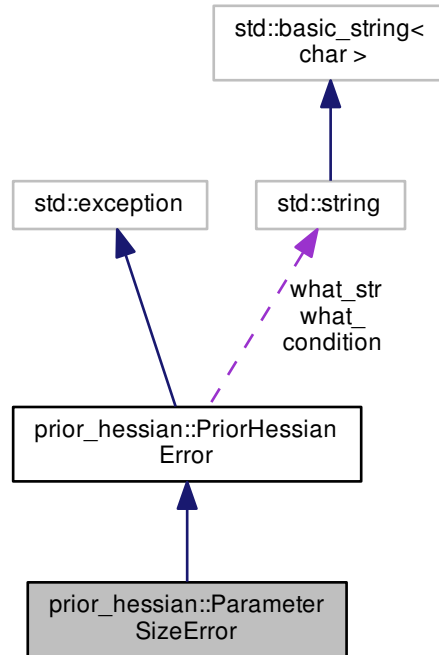 std::basic_string<
char >
std::exception
std::string
what_str
what_
condition
prior_hessian::PriorHessian
Error
prior_hessian::Parameter
SizeError